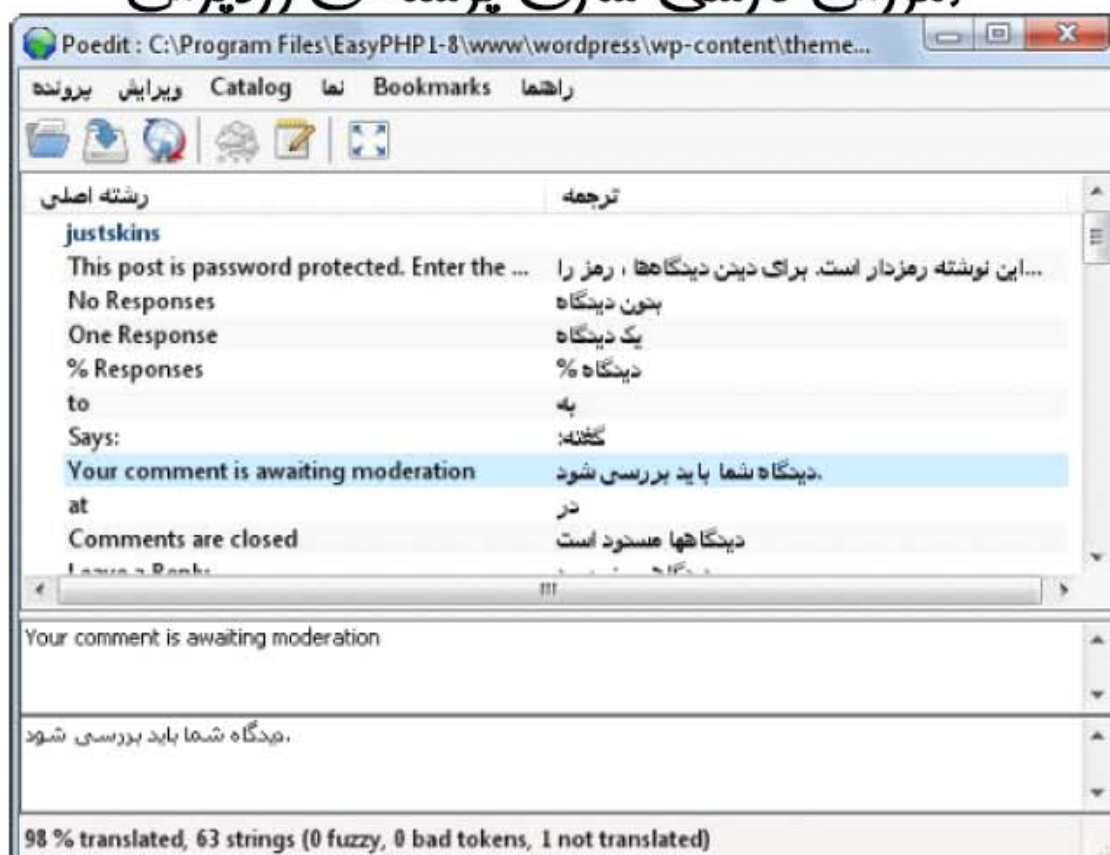 Poedit : C:\Program Files\EasyPHP1-8\www\wordpress\wp-content\theme...
پرونده ویرایش Catalog نما Bookmarks راهنما
رشته اصلی ترجمه
justskins
This post is password protected. Enter the ... این نوشته رمزدار است. برای دیدن دیدگاهها ، رمز را...
No Responses بدون دیدگاه
One Response یک دیدگاه
% Responses % دیدگاه
to به
Says: گفته:
Your comment is awaiting moderation دیدگاه شما باید بررسی شود.
at در
Comments are closed دیدگاهها مسدود است
Your comment is awaiting moderation
دیدگاه شما باید بررسی شود.
98 % translated, 63 strings (0 fuzzy, 0 bad tokens, 1 not translated)